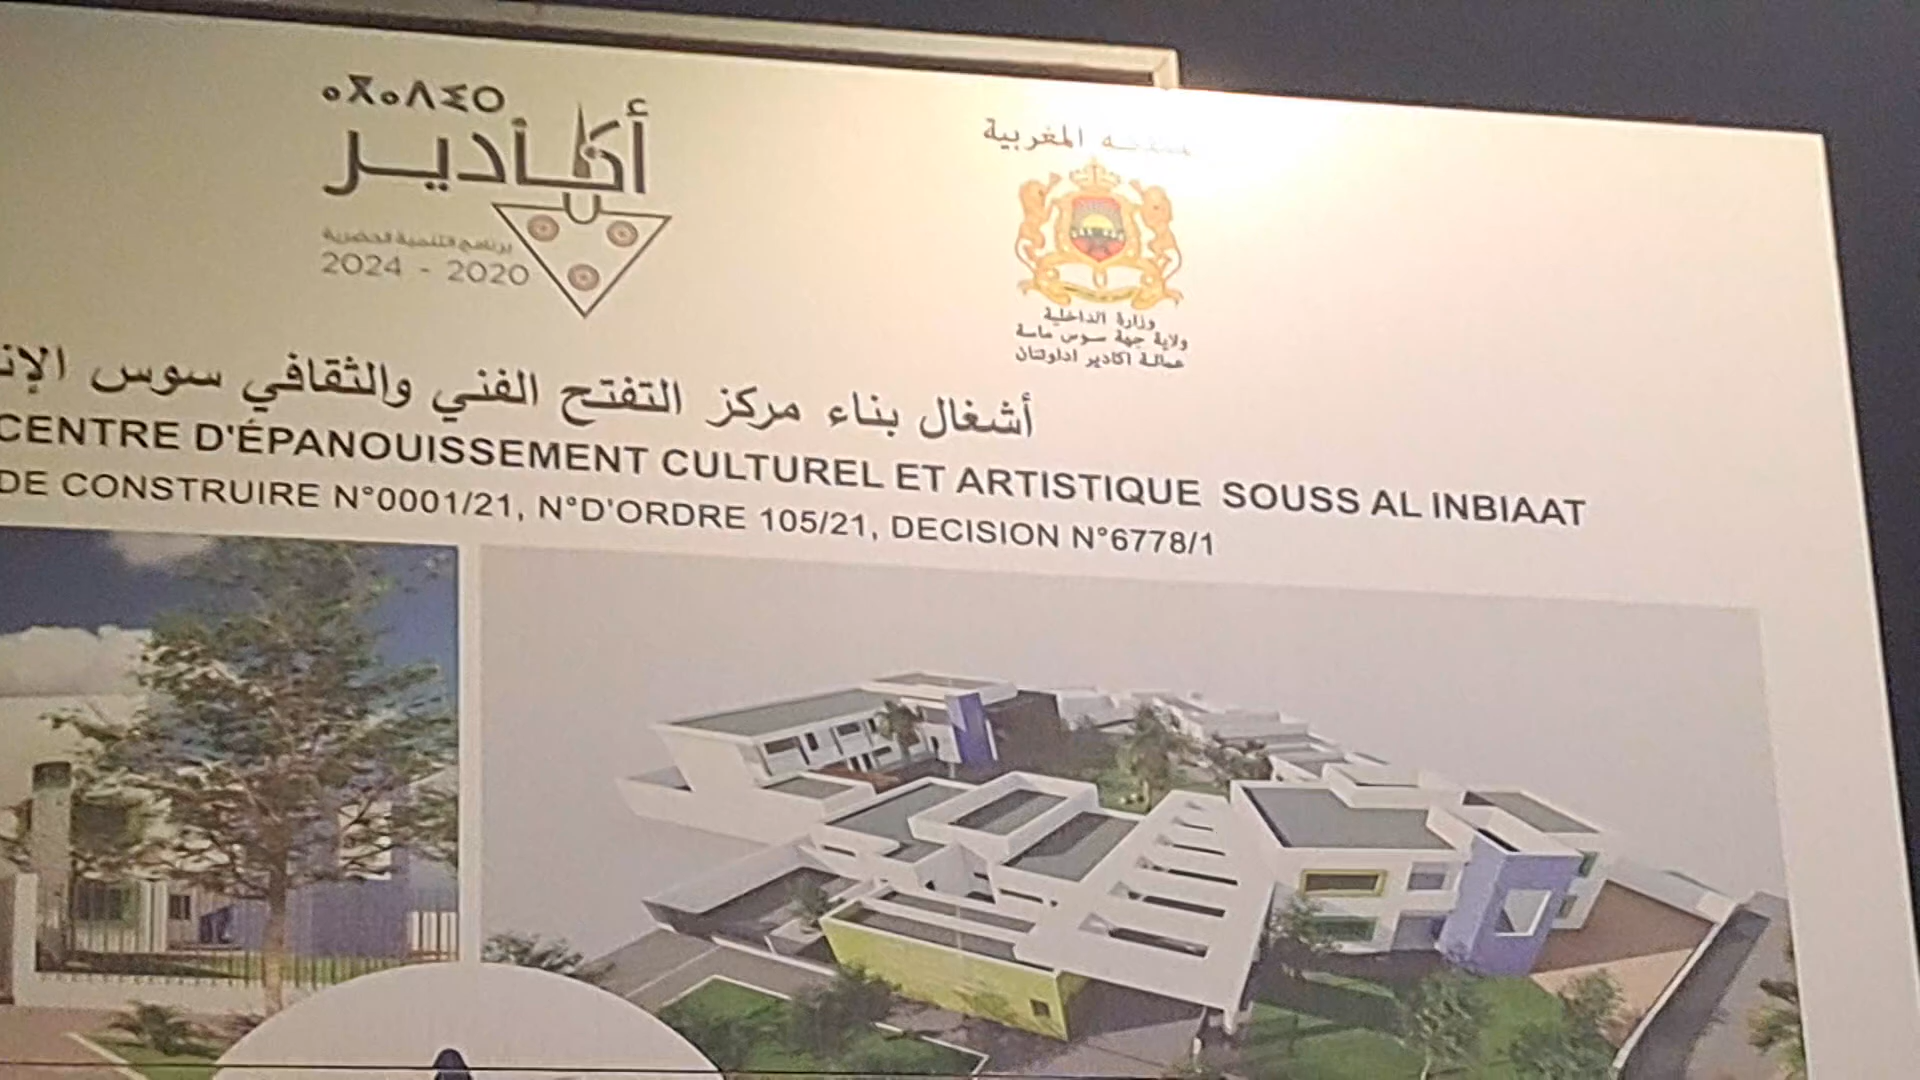 ⴰⴳⴰⴷⵉⵔ
أكادير
برنامج التنمية الحضرية
2024 - 2020
المغربية
وزارة الداخلية
ولاية جهة سوس ماسة
عمالة اكادير اداوتنان
أشغال بناء مركز التفتح الفني والثقافي سوس
CENTRE D'ÉPANOUISSEMENT CULTUREL ET ARTISTIQUE SOUSS AL INBIAAT
DE CONSTRUIRE N°0001/21, N°D'ORDRE 105/21, DECISION N°6778/1